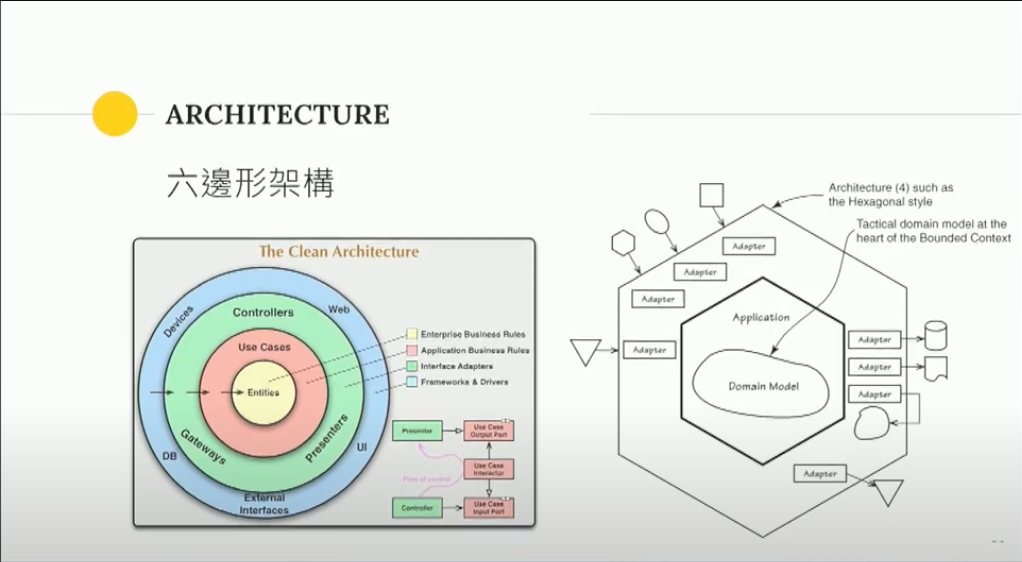 ARCHITECTURE
六邊形架構
The Clean Architecture
Devices
Web
Controllers
Use Cases
Entities
Gateways
Presenters
DB
UI
External
Interfaces
Enterprise Business Rules
Application Business Rules
Interface Adapters
Frameworks & Drivers
Presenter
Use Case
Output Port
Use Case
Interactor
Flow of control
Controller
Use Case
Input Port
Architecture (4) such as
the Hexagonal style
Tactical domain model at the
heart of the Bounded Context
Adapter
Adapter
Adapter
Adapter
Application
Domain Model
Adapter
Adapter
Adapter
Adapter